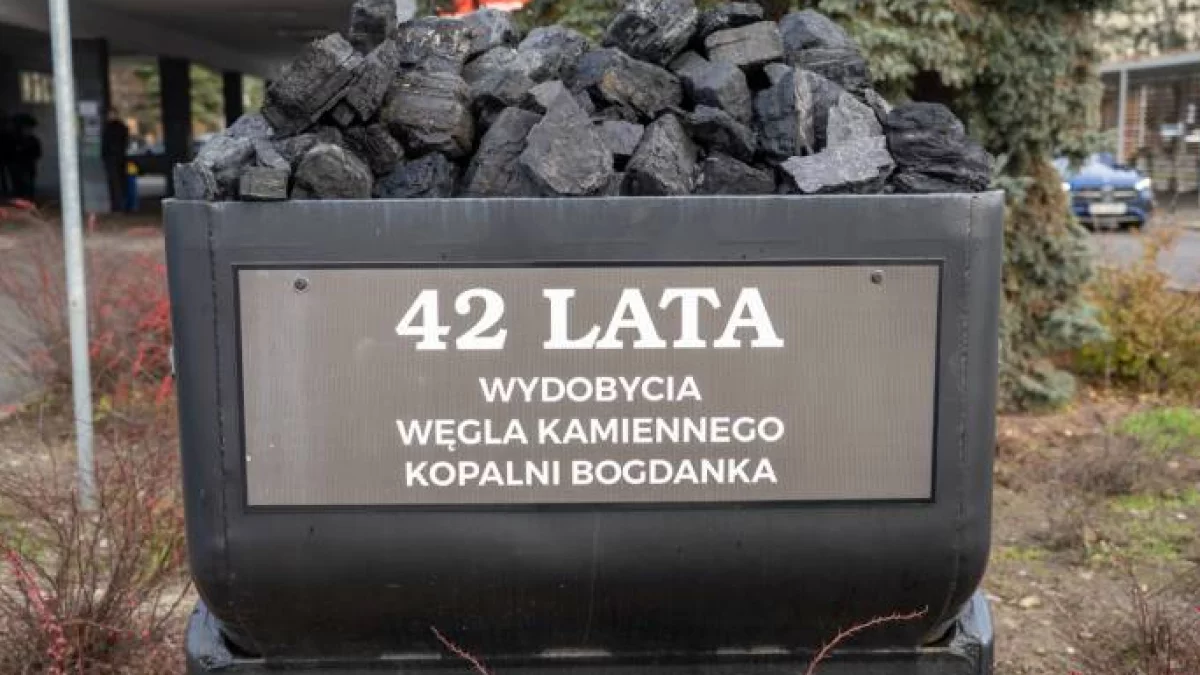 42 LATA
WYDOBYCIA
WĘGLA KAMIENNEGO
KOPALNI BOGDANKA